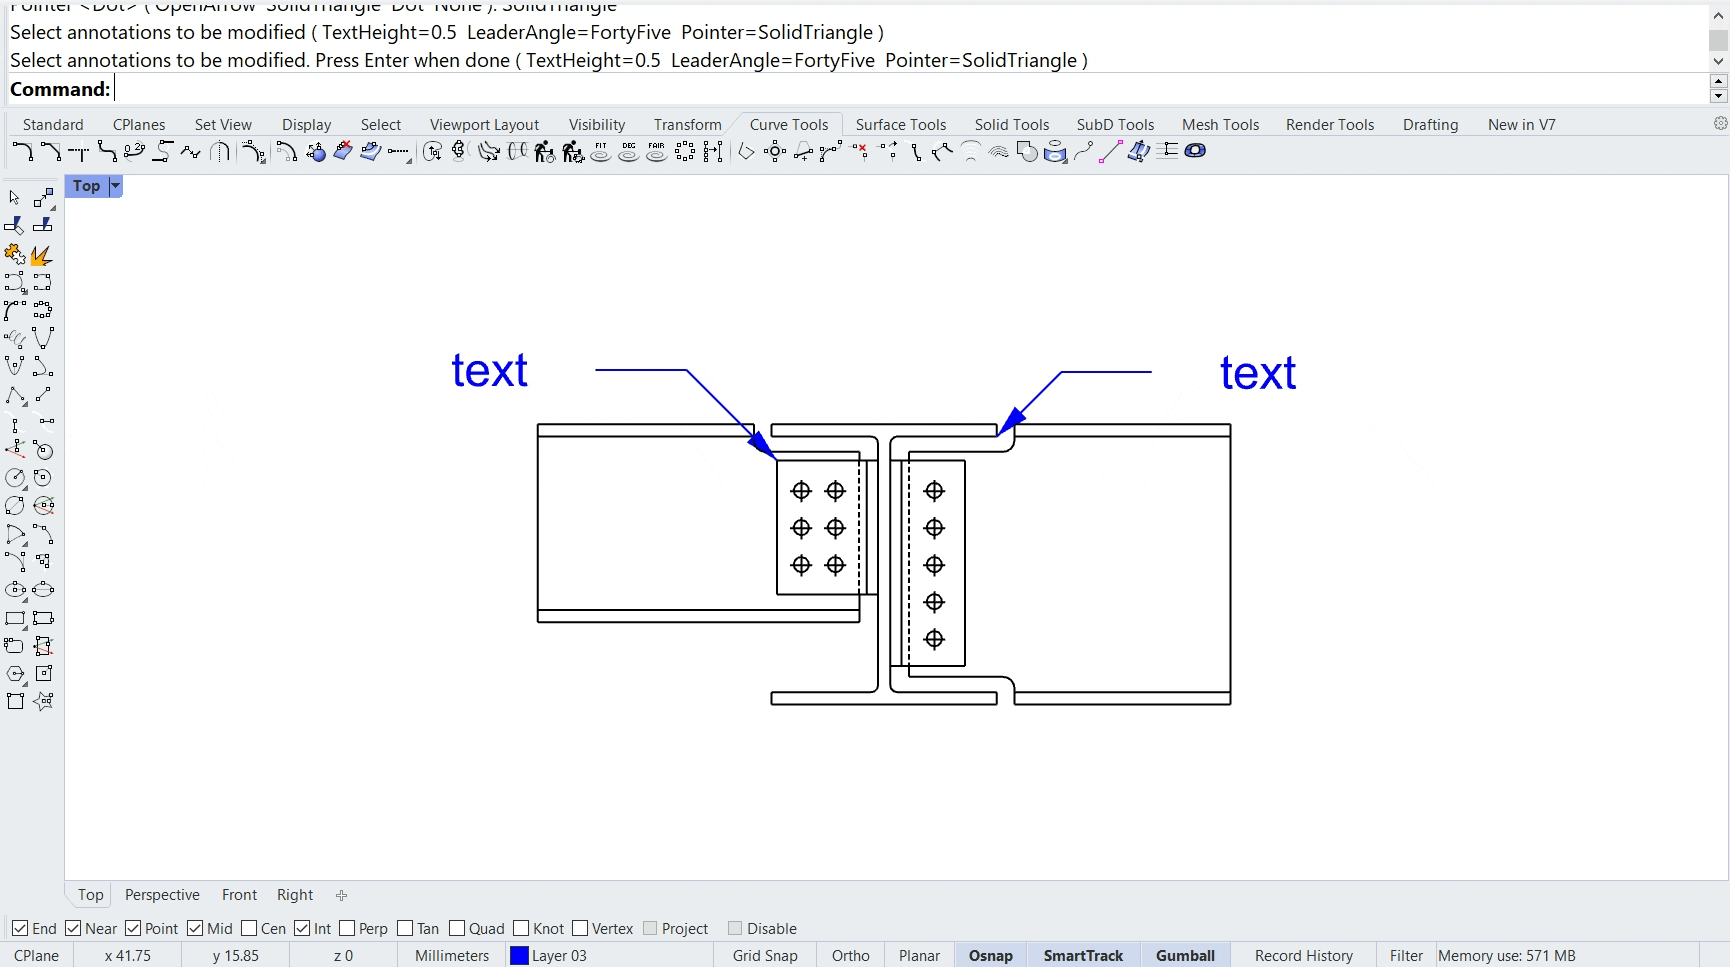 Pointer <Dot> ( OpenArrow SolidTriangle Dot None ): SolidTriangle
Select annotations to be modified ( TextHeight=0.5 LeaderAngle=FortyFive Pointer=SolidTriangle )
Select annotations to be modified. Press Enter when done ( TextHeight=0.5 LeaderAngle=FortyFive Pointer=SolidTriangle )
Command:
Standard CPlanes Set View Display Select Viewport Layout Visibility Transform Curve Tools Surface Tools Solid Tools SubD Tools Mesh Tools Render Tools Drafting New in V7
FIT DEG FAIR
Top
text text
Top Perspective Front Right
End Near Point Mid Cen Int Perp Tan Quad Knot Vertex Project Disable
CPlane x 41.75 y 15.85 z 0 Millimeters Layer 03 Grid Snap Ortho Planar Osnap SmartTrack Gumball Record History Filter Memory use: 571 MB